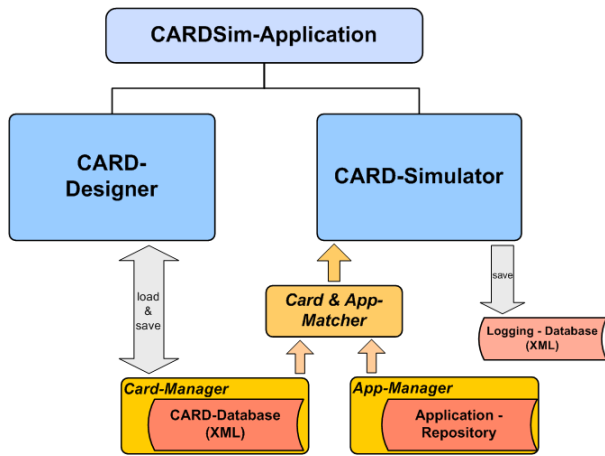 CARDSim-Application
CARD-
Designer
CARD-Simulator
load
&
save
save
Card & App-
Matcher
Logging - Database
(XML)
Card-Manager
CARD-Database
(XML)
App-Manager
Application -
Repository